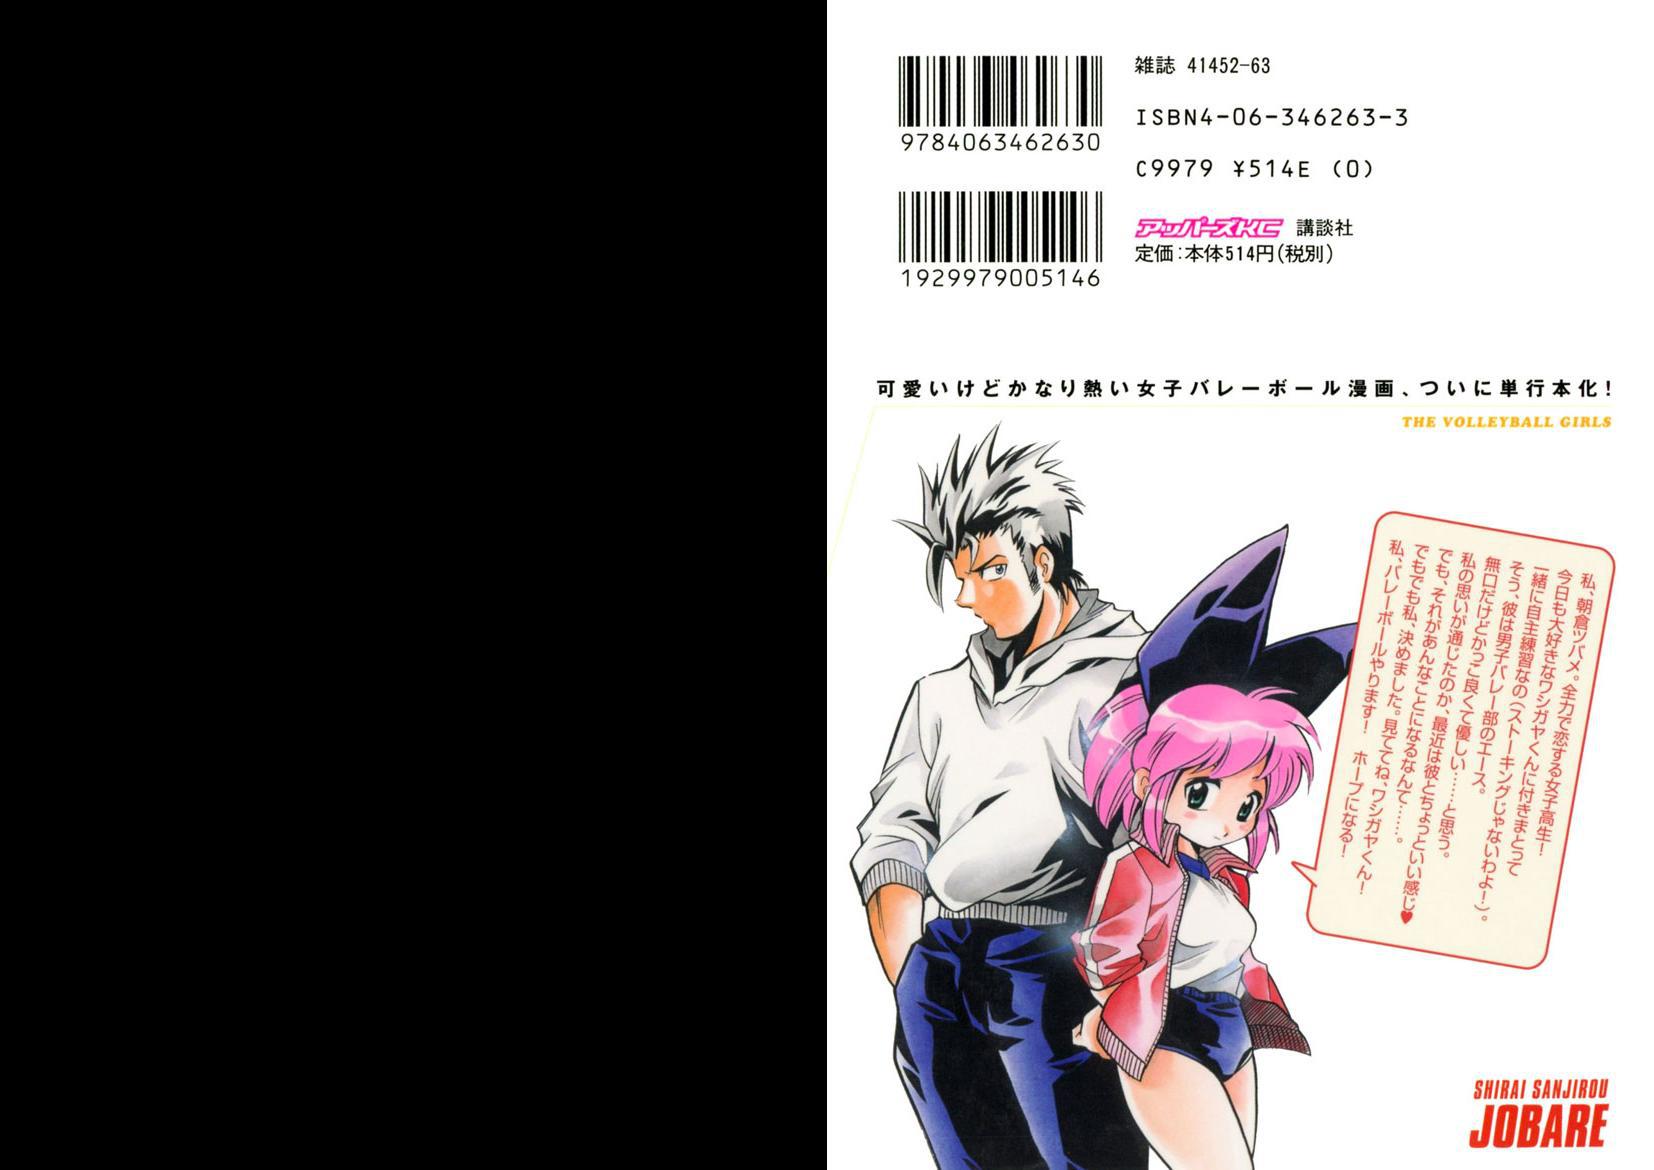 9784063462630
1929979005146
雑誌 41452-63
ISBN4-06-346263-3
C9979 ¥514E (0)
アッパーズKC 講談社
定価:本体514円(税別)
可愛いけどかなり熱い女子バレーボール漫画、ついに単行本化!
THE VOLLEYBALL GIRLS
私、朝倉ツバメ。全力で恋する女子高生!
今日も大好きなワシガヤくんに付きまとって
一緒に自主練習なの(ストーキングじゃないわよ!)。
そう、彼は男子バレー部のエース。
無口だけどかっこ良くて優しい……と思う。
私の思いが通じたのか、最近は彼とちょっといい感じ♥
でも、それがあんなことになるなんて……。
でもでも私、決めました。見ててね、ワシガヤくん!
私、バレーボールやります! ホープになる!
SHIRAI SANJIROU
JOBARE